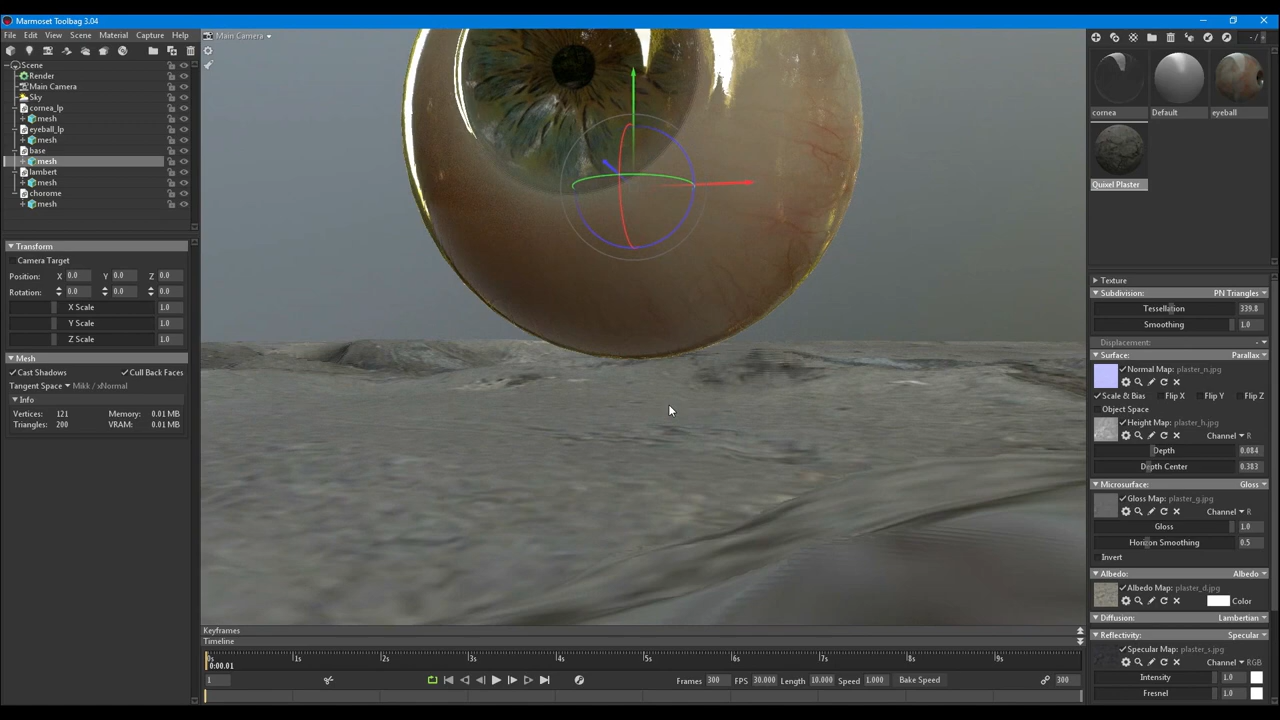 Marmoset Toolbag 3.04
File Edit View Scene Material Capture Help
Main Camera
Scene
Render
Main Camera
Sky
cornea_lp
mesh
eyeball_lp
mesh
base
mesh
lambert
mesh
chorome
mesh
Transform
Camera Target
Position: X 0.0 Y 0.0 Z 0.0
Rotation: 0.0 0.0 0.0
X Scale 1.0
Y Scale 1.0
Z Scale 1.0
Mesh
Cast Shadows Cull Back Faces
Tangent Space Mikk / xNormal
Info
Vertices: 121 Memory: 0.01 MB
Triangles: 200 VRAM: 0.01 MB
Keyframes
Timeline
0s 1s 2s 3s 4s 5s 6s 7s 8s 9s
0:00.01
1 Frames 300 FPS 30.000 Length 10.000 Speed 1.000 Bake Speed 300
- /
cornea Default eyeball
Quixel Plaster
Texture
Subdivision: PN Triangles
Tessellation 339.8
Smoothing 1.0
Displacement: -
Surface: Parallax
Normal Map: plaster_n.jpg
Scale & Bias Flip X Flip Y Flip Z
Object Space
Height Map: plaster_h.jpg
Channel R
Depth 0.084
Depth Center 0.383
Microsurface: Gloss
Gloss Map: plaster_g.jpg
Channel R
Gloss 1.0
Horizon Smoothing 0.5
Invert
Albedo: Albedo
Albedo Map: plaster_d.jpg
Color
Diffusion: Lambertian
Reflectivity: Specular
Specular Map: plaster_s.jpg
Channel RGB
Intensity 1.0
Fresnel 1.0